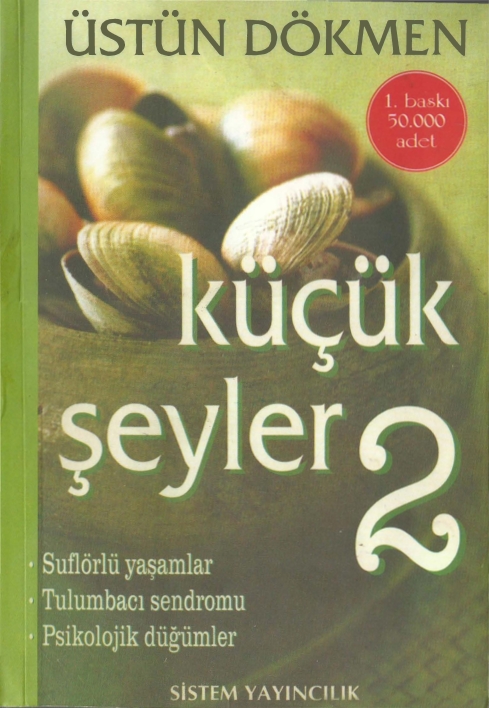 ÜSTÜN DÖKMEN
1. baskı
50.000
adet
küçük
şeyler 2
• Suflörlü yaşamlar
• Tulumbacı sendromu
• Psikolojik düğümler
SİSTEM YAYINCILIK